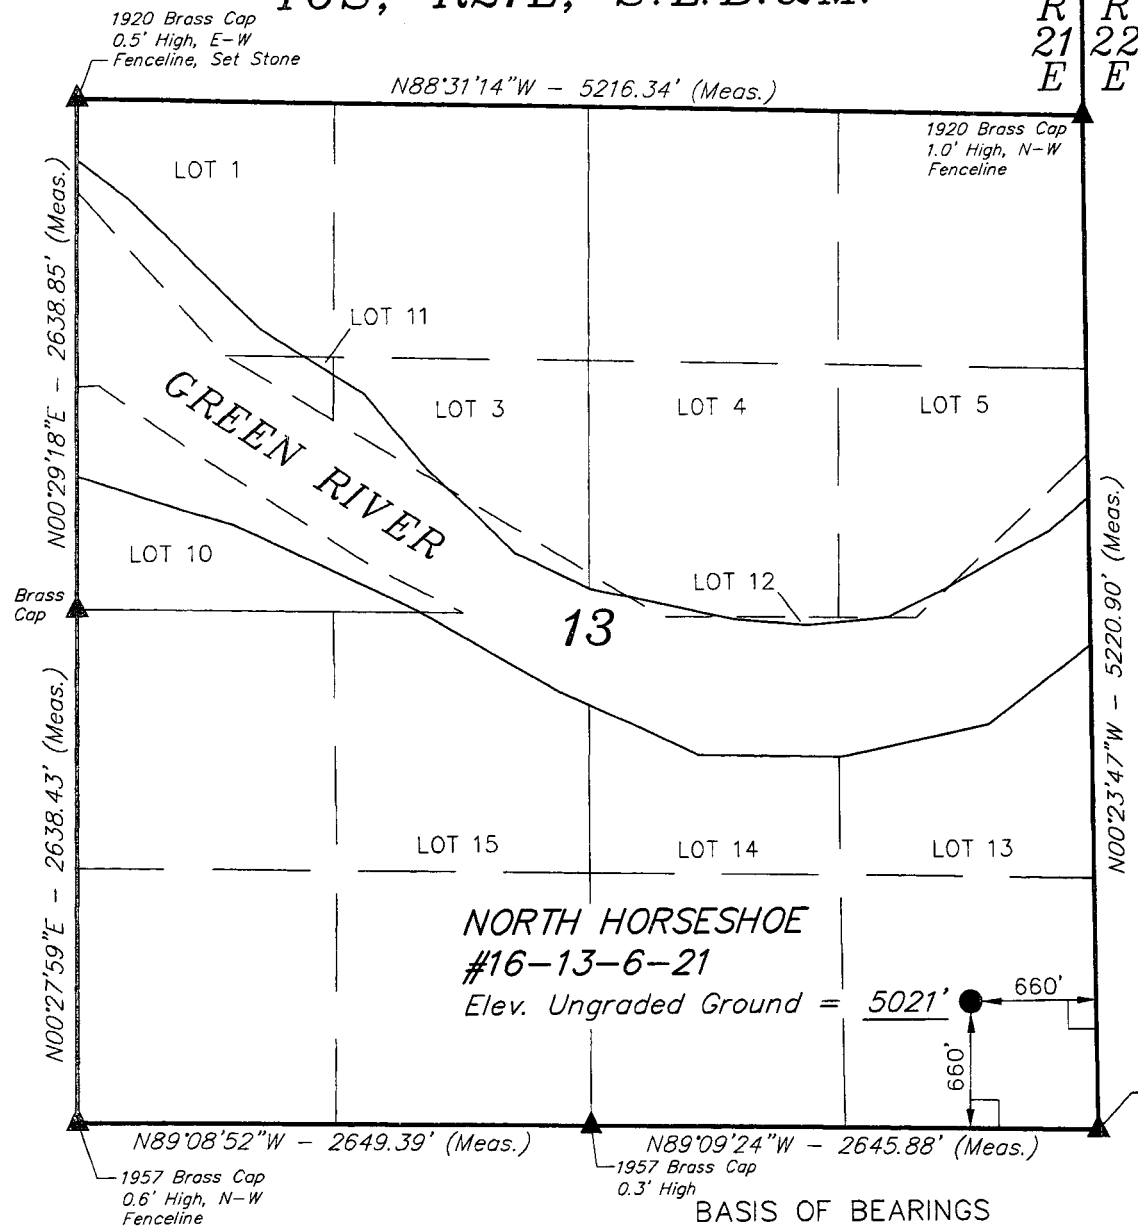 T6S, R21E, S.L.B.&M.
R R
21 22
E E
1920 Brass Cap
0.5' High, E-W
Fenceline, Set Stone
N88°31'14"W - 5216.34' (Meas.)
1920 Brass Cap
1.0' High, N-W
Fenceline
LOT 1
N00°29'18"E - 2638.85' (Meas.)
LOT 11
LOT 3
LOT 4
LOT 5
GREEN RIVER
LOT 10
LOT 12
Brass
Cap
13
N00°23'47"W - 5220.90' (Meas.)
N00°27'59"E - 2638.43' (Meas.)
LOT 15
LOT 14
LOT 13
NORTH HORSESHOE
#16-13-6-21
Elev. Ungraded Ground = 5021'
660'
660'
N89°08'52"W - 2649.39' (Meas.)
N89°09'24"W - 2645.88' (Meas.)
1957 Brass Cap
0.6' High, N-W
Fenceline
1957 Brass Cap
0.3' High
BASIS OF BEARINGS